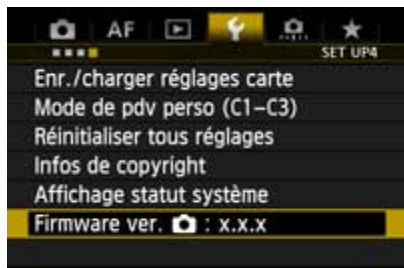 AF
SET UP4
Enr./charger réglages carte
Mode de pdv perso (C1–C3)
Réinitialiser tous réglages
Infos de copyright
Affichage statut système
Firmware ver. : x.x.x